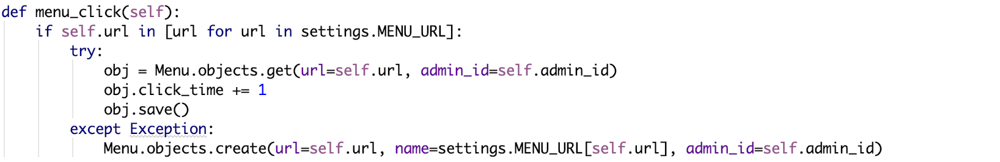 def menu_click(self):
    if self.url in [url for url in settings.MENU_URL]:
        try:
            obj = Menu.objects.get(url=self.url, admin_id=self.admin_id)
            obj.click_time += 1
            obj.save()
        except Exception:
            Menu.objects.create(url=self.url, name=settings.MENU_URL[self.url], admin_id=self.admin_id)